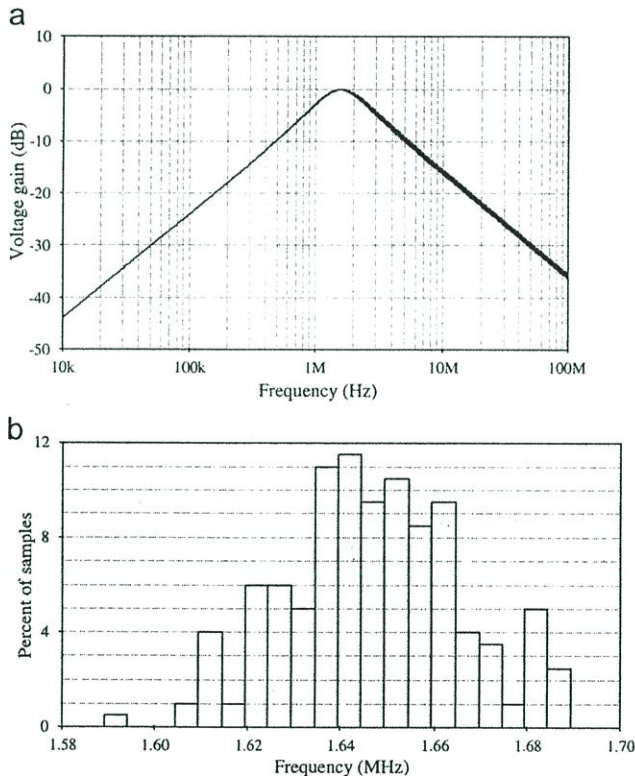 a
10
0
-10
-20
-30
-40
-50
Voltage gain (dB)
10k 100k 1M 10M 100M
Frequency (Hz)
b
12
8
4
0
Percent of samples
1.58 1.60 1.62 1.64 1.66 1.68 1.70
Frequency (MHz)